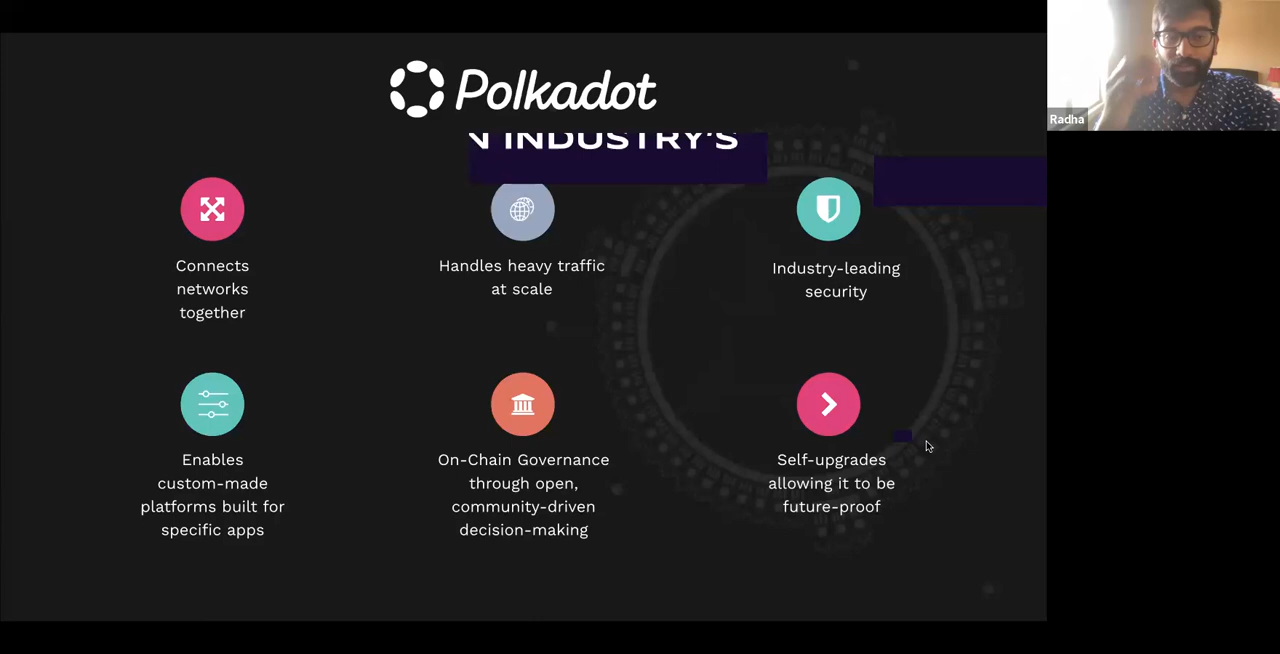 Polkadot
INDUSTRY'S
Radha
Connects
networks
together
Handles heavy traffic
at scale
Industry-leading
security
Enables
custom-made
platforms built for
specific apps
On-Chain Governance
through open,
community-driven
decision-making
Self-upgrades
allowing it to be
future-proof